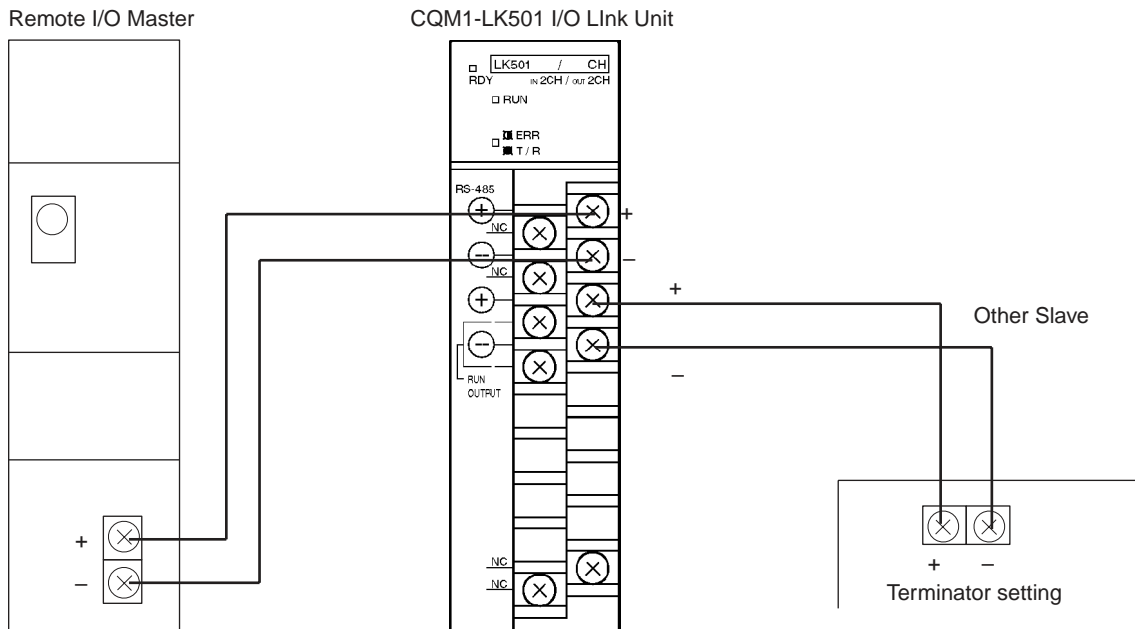 Remote I/O Master
CQM1-LK501 I/O LInk Unit
LK501 / CH
RDY IN 2CH / OUT 2CH
RUN
ERR
T / R
RS-485
+
NC
--
NC
+
--
RUN
OUTPUT
NC
NC
+
–
+
–
Other Slave
+
–
+ –
Terminator setting